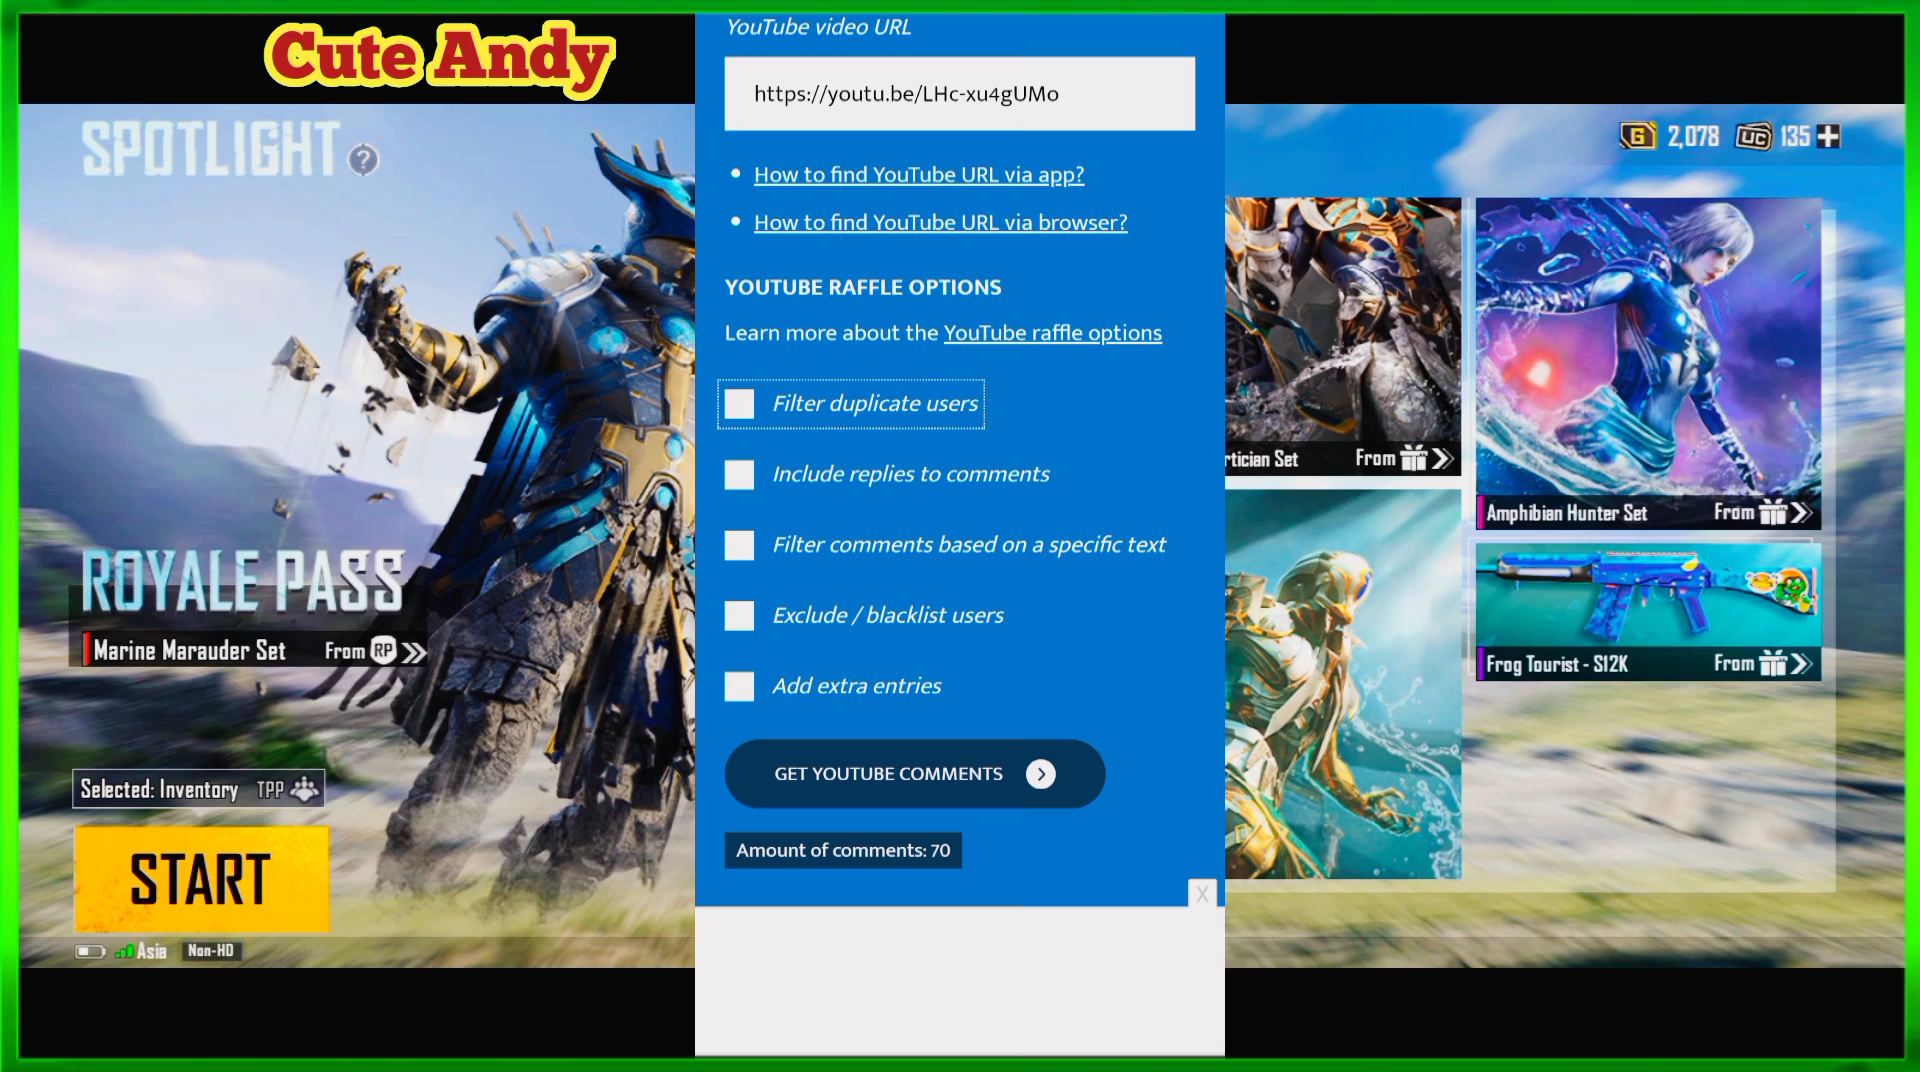 Cute Andy
SPOTLIGHT ?
ROYALE PASS
Marine Marauder Set From RP
Selected: Inventory TPP
START
Asia Non-HD
YouTube video URL
https://youtu.be/LHc-xu4gUMo
How to find YouTube URL via app?
How to find YouTube URL via browser?
YOUTUBE RAFFLE OPTIONS
Learn more about the YouTube raffle options
Filter duplicate users
Include replies to comments
Filter comments based on a specific text
Exclude / blacklist users
Add extra entries
GET YOUTUBE COMMENTS
Amount of comments: 70
X
G 2,078 UC 135 +
rtician Set From
Amphibian Hunter Set From
Frog Tourist - S12K From